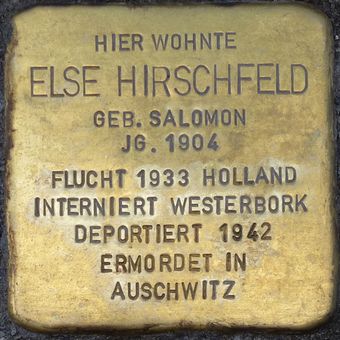 HIER WOHNTE
ELSE HIRSCHFELD
GEB. SALOMON
JG. 1904
FLUCHT 1933 HOLLAND
INTERNIERT WESTERBORK
DEPORTIERT 1942
ERMORDET IN
AUSCHWITZ